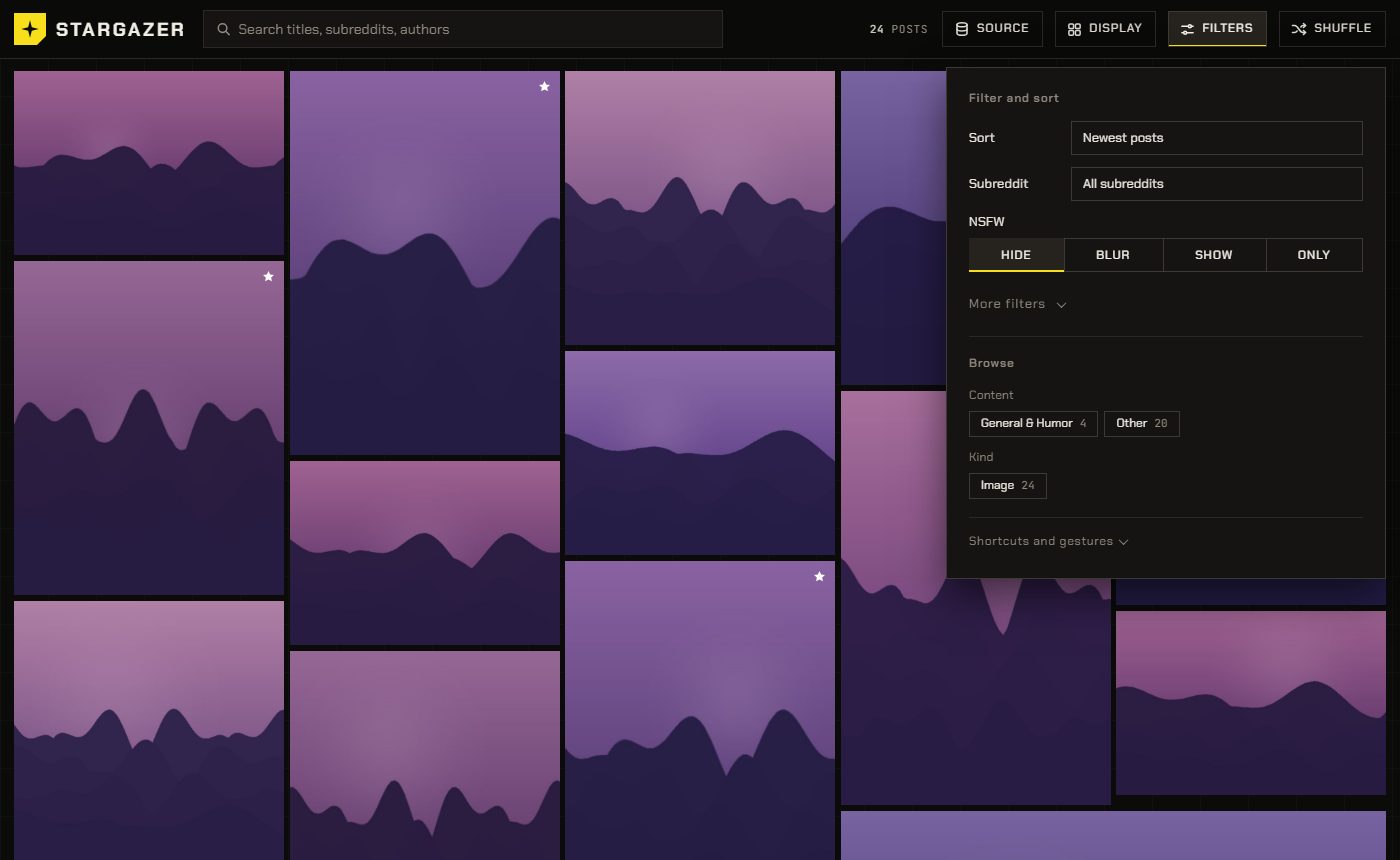 STARGAZER
Search titles, subreddits, authors
24 POSTS
SOURCE
DISPLAY
FILTERS
SHUFFLE
Filter and sort
Sort
Newest posts
Subreddit
All subreddits
NSFW
HIDE
BLUR
SHOW
ONLY
More filters
Browse
Content
General & Humor 4
Other 20
Kind
Image 24
Shortcuts and gestures